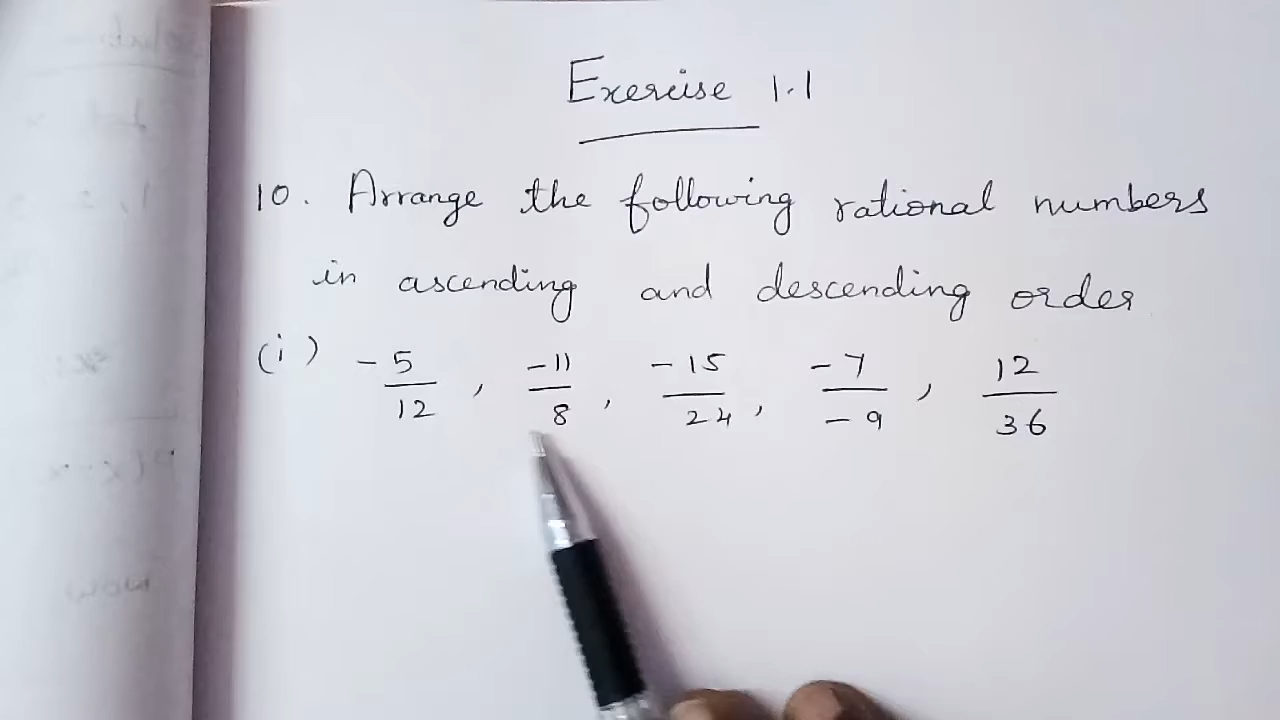 Exercise 1.1
10. Arrange the following rational numbers
in ascending and descending order
(i) -5/12, -11/8, -15/24, -7/-9, 12/36